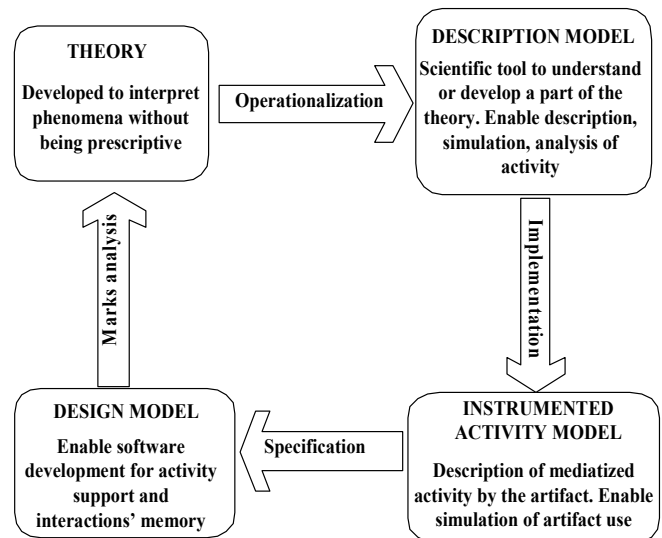 THEORY
Developed to interpret
phenomena without
being prescriptive
Operationalization
DESCRIPTION MODEL
Scientific tool to understand
or develop a part of the
theory. Enable description,
simulation, analysis of
activity
Implementation
INSTRUMENTED
ACTIVITY MODEL
Description of mediatized
activity by the artifact. Enable
simulation of artifact use
Specification
DESIGN MODEL
Enable software
development for activity
support and
interactions’ memory
Marks analysis